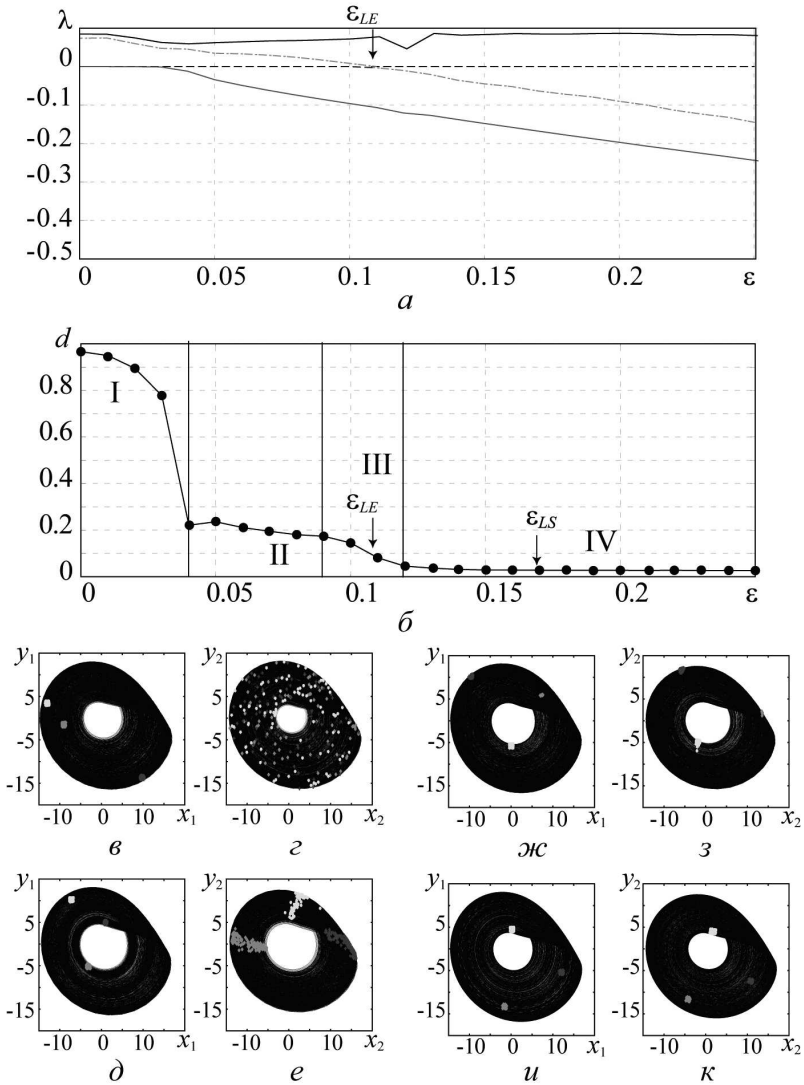 λ
ε_LE
0
-0.1
-0.2
-0.3
-0.4
-0.5
0 0.05 0.1 0.15 0.2 ε
а
d
0.8
0.6
0.4
0.2
0
I
II
III
IV
ε_LE
ε_LS
0 0.05 0.1 0.15 0.2 ε
б
y₁ y₂ y₁ y₂
5 5 5 5
-5 -5 -5 -5
-15 -15 -15 -15
-10 0 10 x₁ -10 0 10 x₂ -10 0 10 x₁ -10 0 10 x₂
в г ж з
y₁ y₂ y₁ y₂
5 5 5 5
-5 -5 -5 -5
-15 -15 -15 -15
-10 0 10 x₁ -10 0 10 x₂ -10 0 10 x₁ -10 0 10 x₂
д е и к